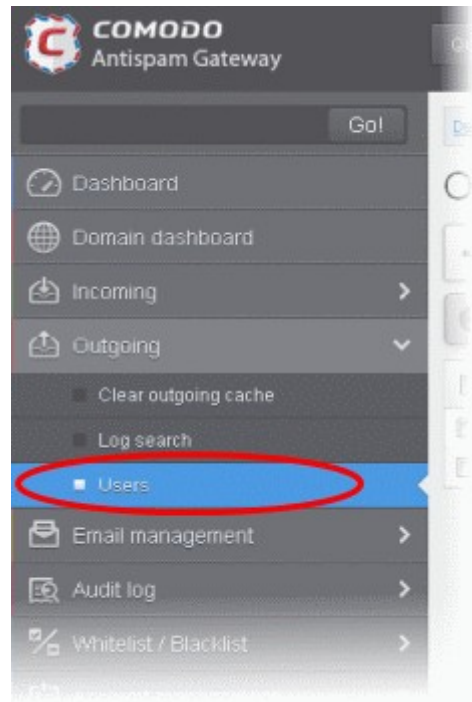 COMODO
Antispam Gateway
Go!
Dashboard
Domain dashboard
Incoming
Outgoing
Clear outgoing cache
Log search
Users
Email management
Audit log
Whitelist / Blacklist